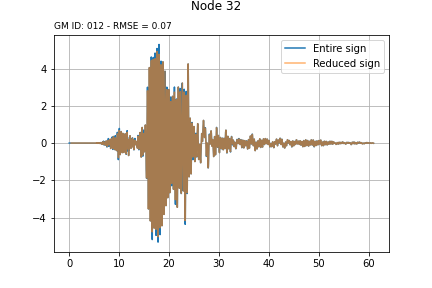 Node 32
GM ID: 012 - RMSE = 0.07
Entire sign
Reduced sign
4
2
0
−2
−4
0 10 20 30 40 50 60